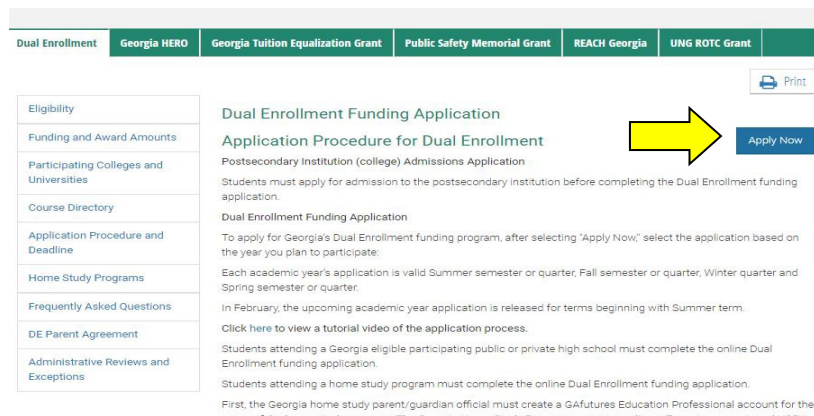 Dual Enrollment
Georgia HERO
Georgia Tuition Equalization Grant
Public Safety Memorial Grant
REACH Georgia
UNG ROTC Grant
Print
Eligibility
Funding and Award Amounts
Participating Colleges and
Universities
Course Directory
Application Procedure and
Deadline
Home Study Programs
Frequently Asked Questions
DE Parent Agreement
Administrative Reviews and
Exceptions
Dual Enrollment Funding Application
Application Procedure for Dual Enrollment
Apply Now
Postsecondary Institution (college) Admissions Application
Students must apply for admission to the postsecondary institution before completing the Dual Enrollment funding
application.
Dual Enrollment Funding Application
To apply for Georgia's Dual Enrollment funding program, after selecting "Apply Now," select the application based on
the year you plan to participate:
Each academic year's application is valid Summer semester or quarter, Fall semester or quarter, Winter quarter and
Spring semester or quarter.
In February, the upcoming academic year application is released for terms beginning with Summer term.
Click here to view a tutorial video of the application process.
Students attending a Georgia eligible participating public or private high school must complete the online Dual
Enrollment funding application.
Students attending a home study program must complete the online Dual Enrollment funding application.
First, the Georgia home study parent/guardian official must create a GAfutures Education Professional account for the